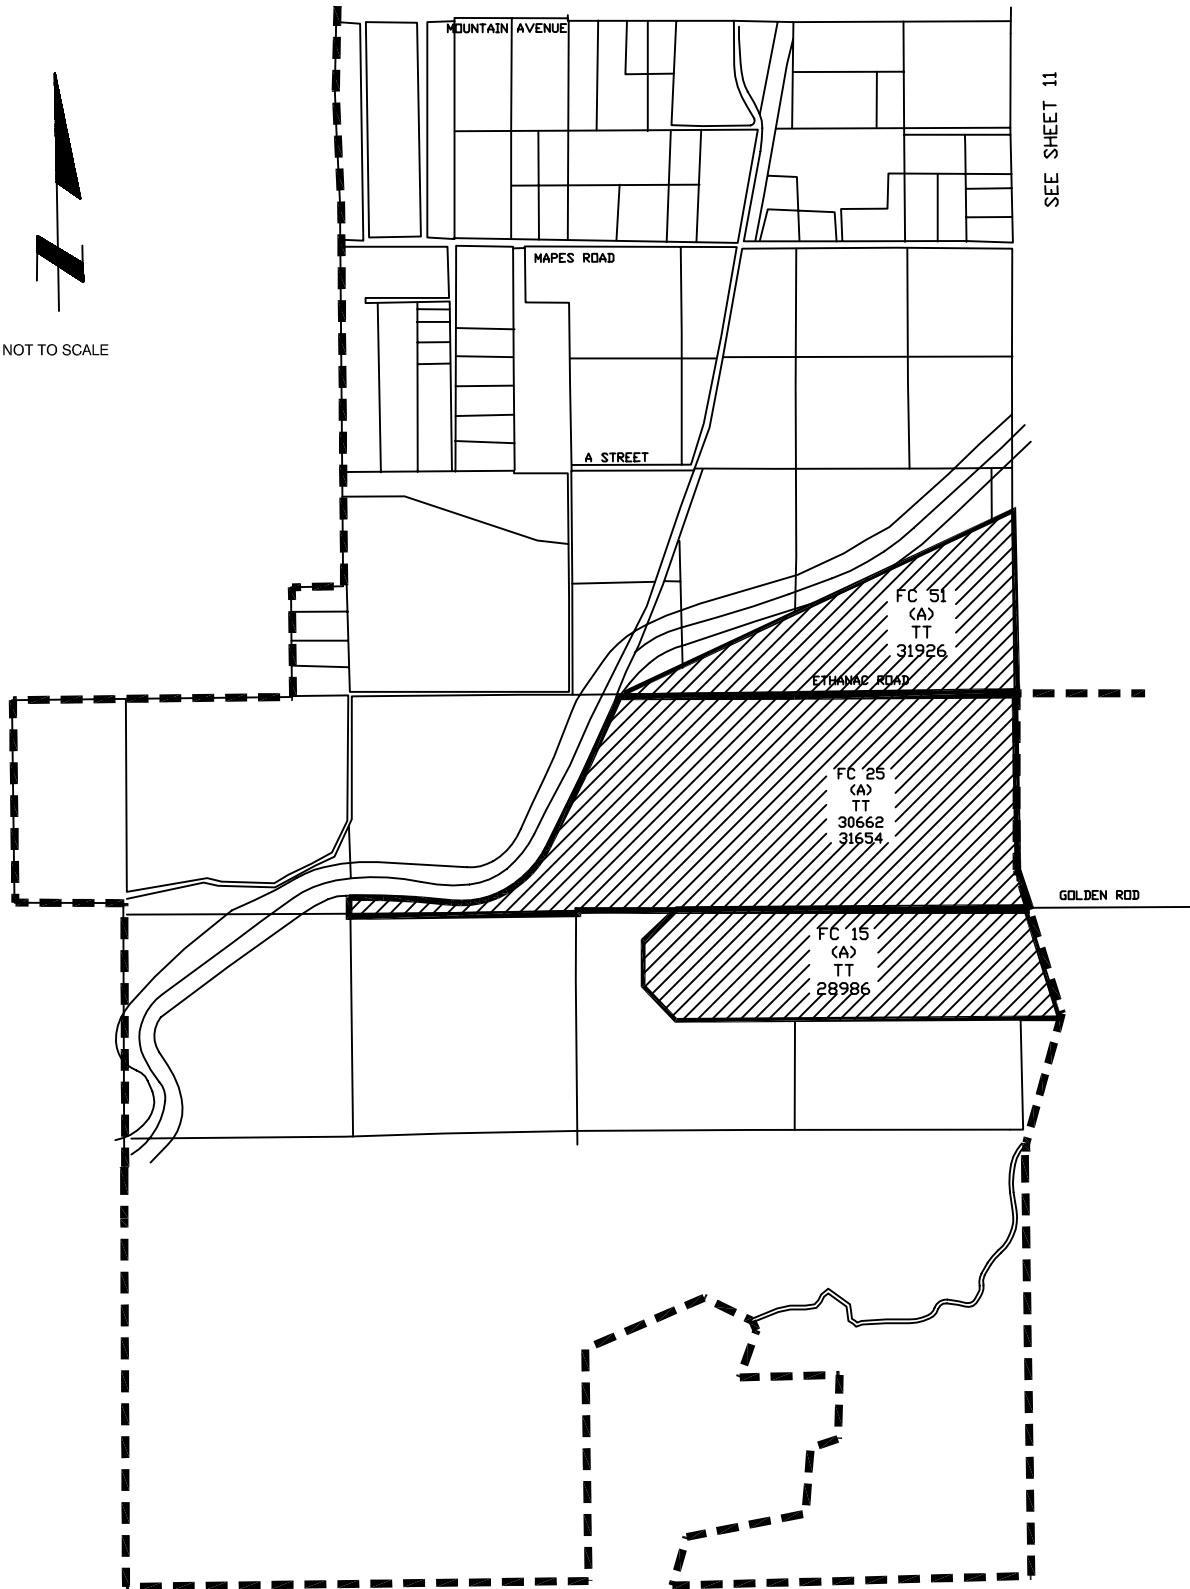 MOUNTAIN AVENUE
SEE SHEET 11
MAPES ROAD
NOT TO SCALE
A STREET
FC 51
(A)
TT
31926
ETHANAC ROAD
FC 25
(A)
TT
30662
31654
GOLDEN ROD
FC 15
(A)
TT
28986